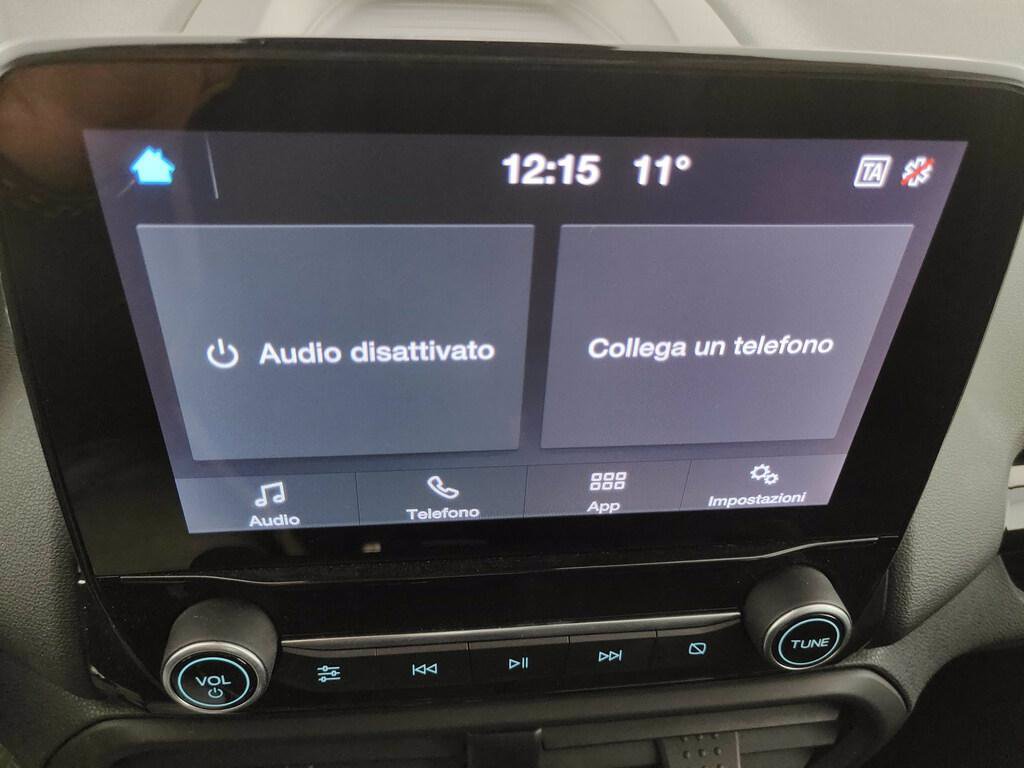 12:15 11° TA
Audio disattivato
Collega un telefono
Audio Telefono App Impostazioni
VOL TUNE